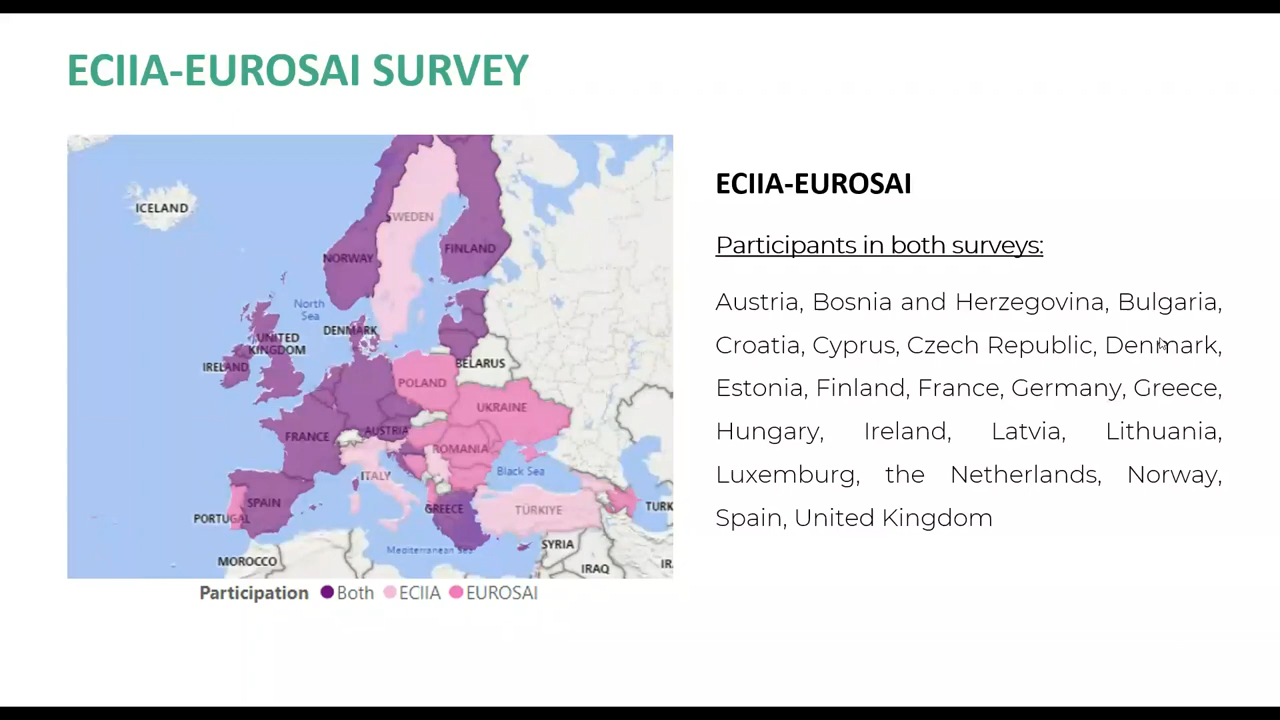 ECIIA-EUROSAI SURVEY
ICELAND
WEDEN
FINLAND
NORWAY
North
Sea
DENMARK
UNITED
KINGDOM
IRELAND
BELARUS
POLAND
UKRAINE
AUSTRIA
FRANCE
ROMANIA
ITALY
Black Sea
SPAIN
GREECE
TÜRKIYE
TURK
PORTUGAL
Mediterranean Sea
SYRIA
MOROCCO
IRAQ
IR
Participation Both ECIIA EUROSAI
ECIIA-EUROSAI
Participants in both surveys:
Austria, Bosnia and Herzegovina, Bulgaria,
Croatia, Cyprus, Czech Republic, Denmark,
Estonia, Finland, France, Germany, Greece,
Hungary, Ireland, Latvia, Lithuania,
Luxemburg, the Netherlands, Norway,
Spain, United Kingdom